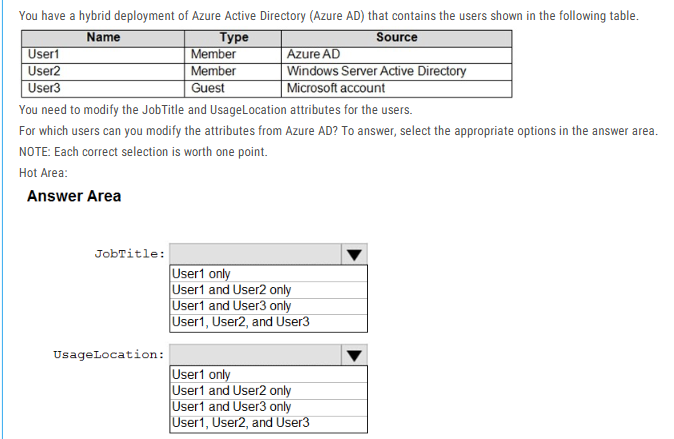 You have a hybrid deployment of Azure Active Directory (Azure AD) that contains the users shown in the following table.
Name Type Source
User1 Member Azure AD
User2 Member Windows Server Active Directory
User3 Guest Microsoft account
You need to modify the JobTitle and UsageLocation attributes for the users.
For which users can you modify the attributes from Azure AD? To answer, select the appropriate options in the answer area.
NOTE: Each correct selection is worth one point.
Hot Area:
Answer Area
JobTitle:
User1 only
User1 and User2 only
User1 and User3 only
User1, User2, and User3
UsageLocation:
User1 only
User1 and User2 only
User1 and User3 only
User1, User2, and User3